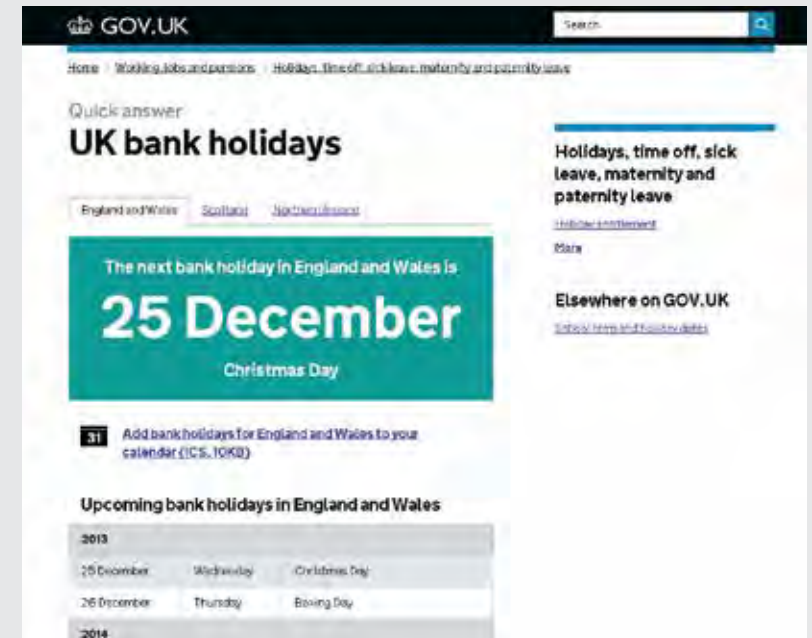 GOV.UK
Search
Home Working, jobs and pensions Holidays, time off, sick leave, maternity and paternity leave
Quick answer
UK bank holidays
England and Wales Scotland Northern Ireland
The next bank holiday in England and Wales is
25 December
Christmas Day
31 Add bank holidays for England and Wales to your
calendar (ICS, 10KB)
Upcoming bank holidays in England and Wales
2013
25 December Wednesday Christmas Day
26 December Thursday Boxing Day
2014
Holidays, time off, sick
leave, maternity and
paternity leave
Holiday entitlement
More
Elsewhere on GOV.UK
School term and holiday dates